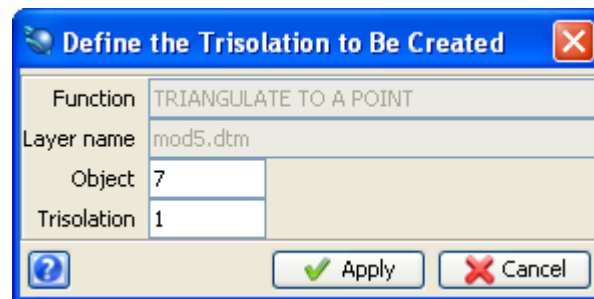 Define the Trisolation to Be Created
Function TRIANGULATE TO A POINT
Layer name mod5.dtm
Object 7
Trisolation 1
? Apply Cancel